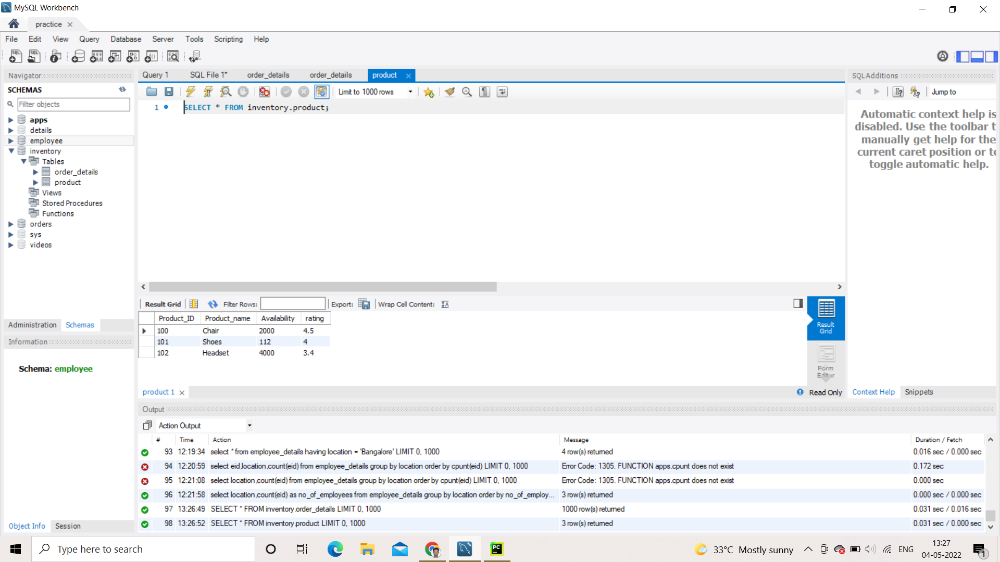 MySQL Workbench
practice
File Edit View Query Database Server Tools Scripting Help
Navigator
SCHEMAS
Filter objects
apps
details
employee
inventory
Tables
order_details
product
Views
Stored Procedures
Functions
orders
sys
videos
Administration Schemas
Information
Schema: employee
Object Info Session
Query 1 SQL File 1* order_details order_details product
Limit to 1000 rows
1 SELECT * FROM inventory.product;
Result Grid Filter Rows: Export: Wrap Cell Content:
Product_ID Product_name Availability rating
100 Chair 2000 4.5
101 Shoes 112 4
102 Headset 4000 3.4
Result
Grid
Form
Editor
product 1
Read Only
SQLAdditions
Jump to
Automatic context help is
disabled. Use the toolbar t
manually get help for the
current caret position or to
toggle automatic help.
Context Help Snippets
Output
Action Output
# Time Action Message Duration / Fetch
93 12:19:34 select * from employee_details having location = 'Bangalore' LIMIT 0, 1000 4 row(s) returned 0.016 sec / 0.000 sec
94 12:20:59 select eid,location,count(eid) from employee_details group by location order by cpunt(eid) LIMIT 0, 1000 Error Code: 1305. FUNCTION apps.cpunt does not exist 0.172 sec
95 12:21:08 select location,count(eid) from employee_details group by location order by cpunt(eid) LIMIT 0, 1000 Error Code: 1305. FUNCTION apps.cpunt does not exist 0.000 sec
96 12:21:58 select location,count(eid) as no_of_employees from employee_details group by location order by no_of_employ... 3 row(s) returned 0.000 sec / 0.000 sec
97 13:26:49 SELECT * FROM inventory.order_details LIMIT 0, 1000 1000 row(s) returned 0.031 sec / 0.016 sec
98 13:26:52 SELECT * FROM inventory.product LIMIT 0, 1000 3 row(s) returned 0.031 sec / 0.000 sec
Type here to search
PC
33°C Mostly sunny
ENG
13:27
04-05-2022
1